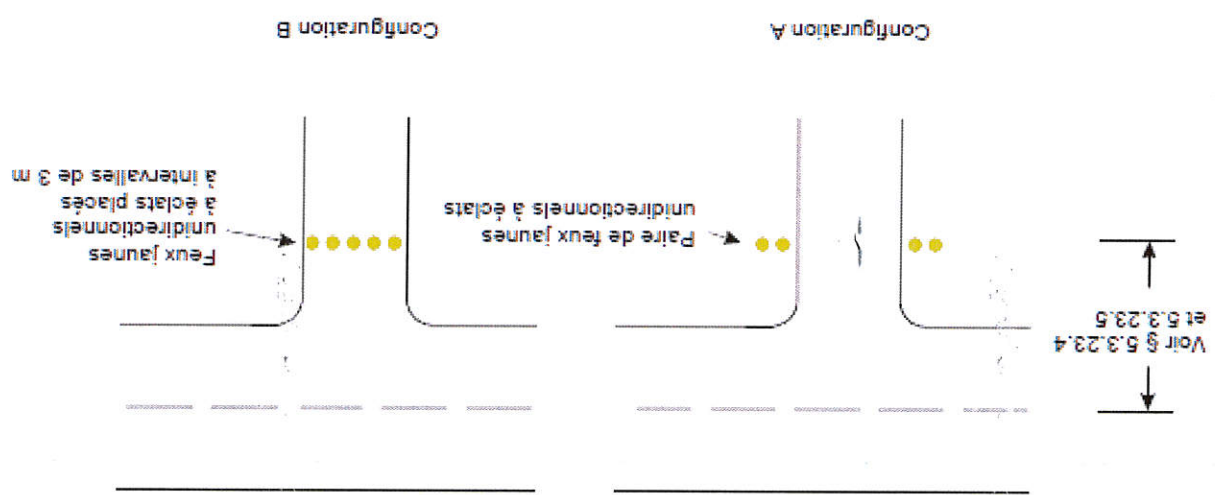 Voir § 5.3.23.4
et 5.3.23.5
Paire de feux jaunes
unidirectionnels à éclats
Feux jaunes
unidirectionnels
à éclats placés
à intervalles de 3 m
Configuration A
Configuration B